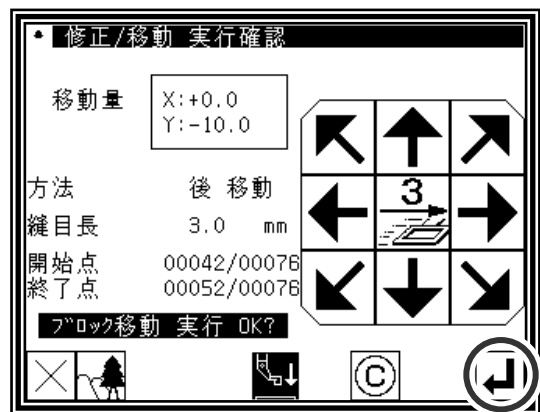 修正/移動 実行確認
移動量
X:+0.0
Y:-10.0
3
方法 後 移動
縫目長 3.0 mm
開始点 00042/00076
終了点 00052/00076
ﾌﾞﾛｯｸ移動 実行 OK?
C